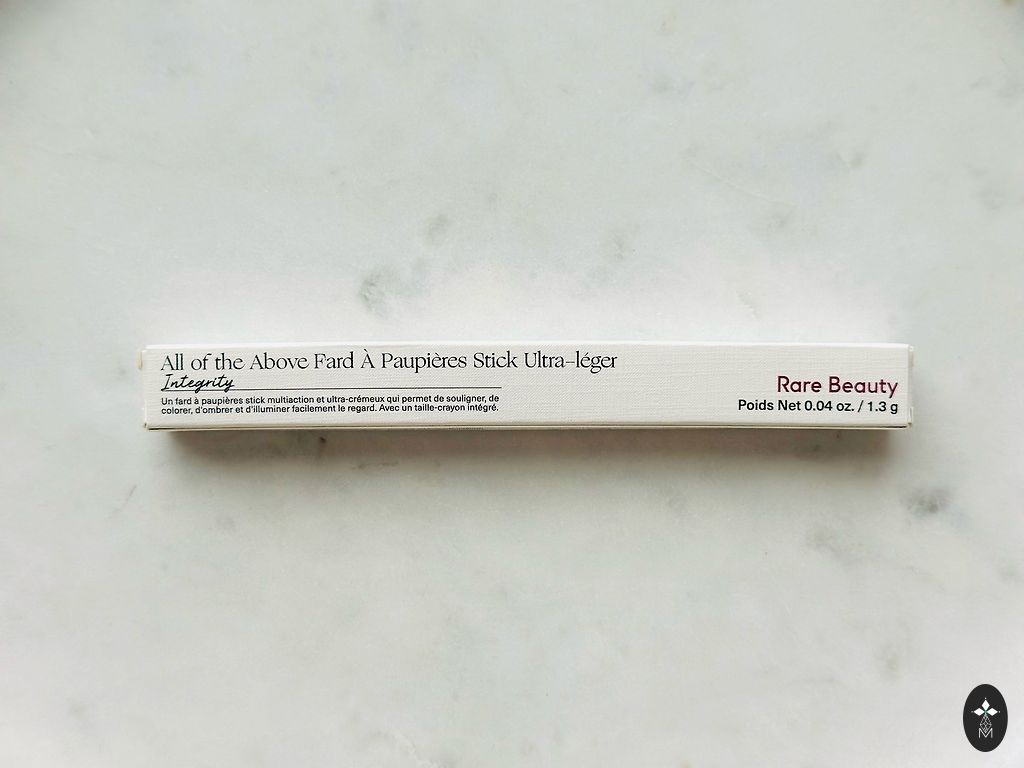 All of the Above Fard À Paupières Stick Ultra-léger
Integrity
Un fard à paupières stick multiaction et ultra-crémeux qui permet de souligner, de
colorer, d'ombrer et d'illuminer facilement le regard. Avec un taille-crayon intégré.
Rare Beauty
Poids Net 0.04 oz. / 1.3 g
M